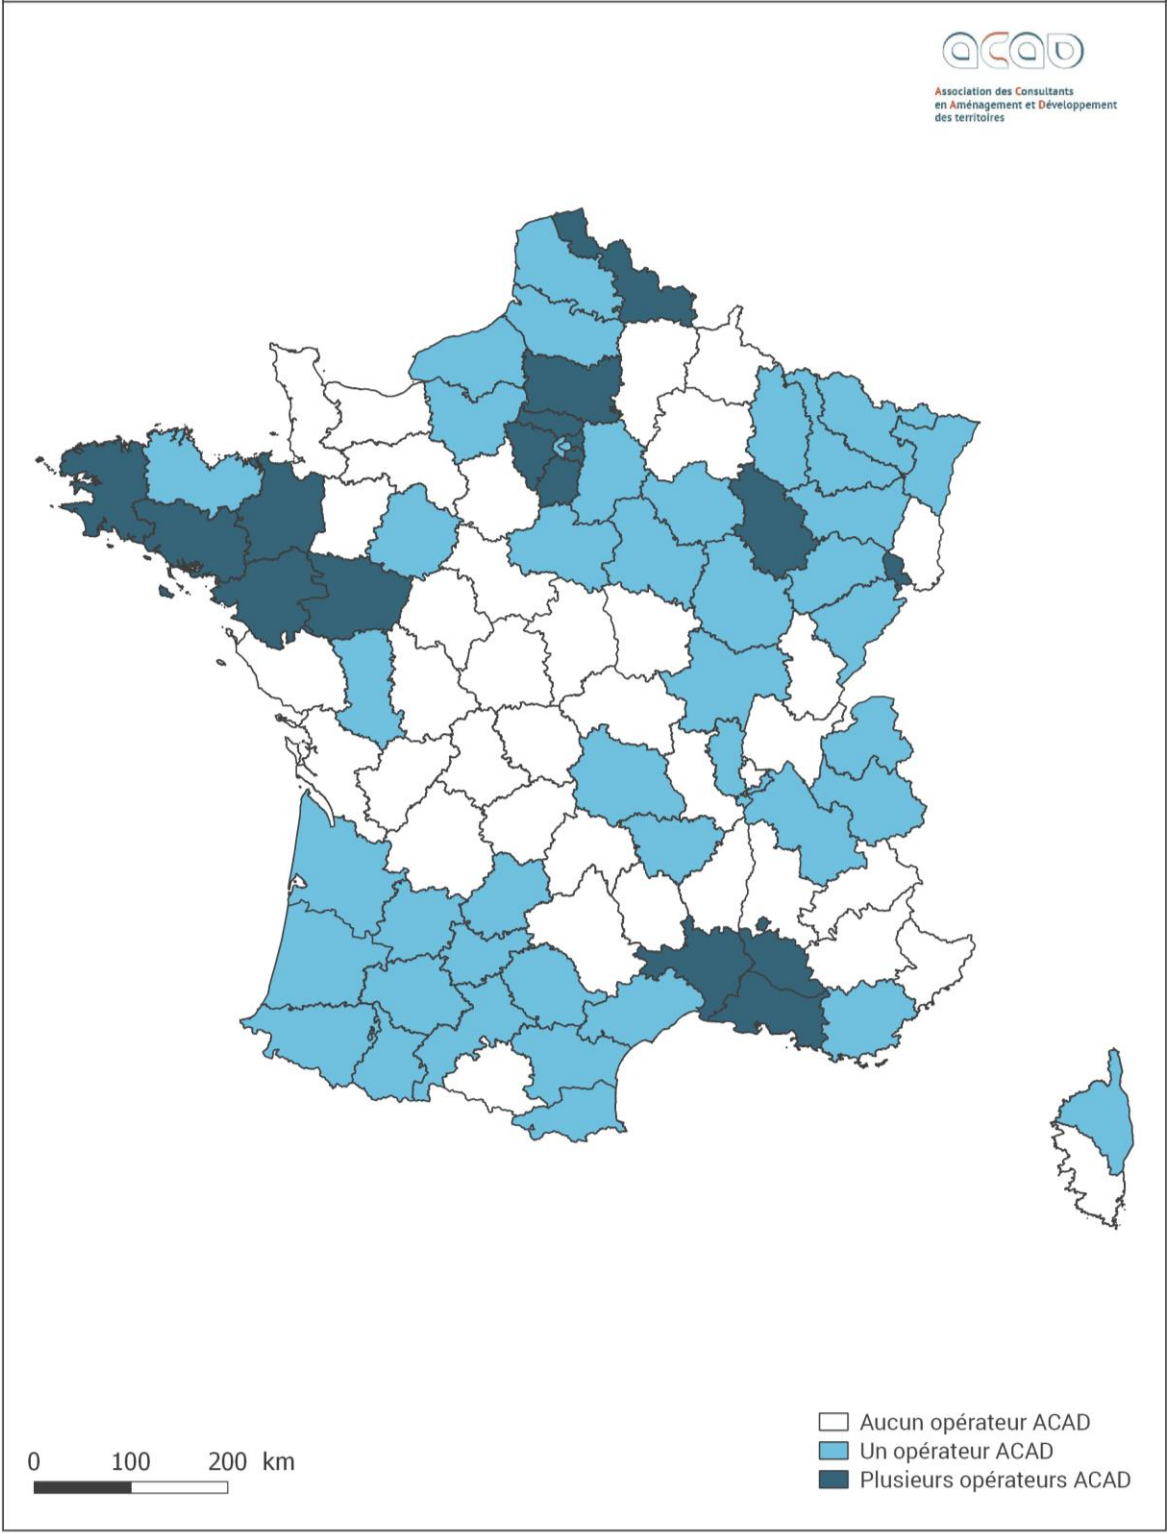 acad
Association des Consultants
en Aménagement et Développement
des territoires
Aucun opérateur ACAD
Un opérateur ACAD
Plusieurs opérateurs ACAD
0 100 200 km